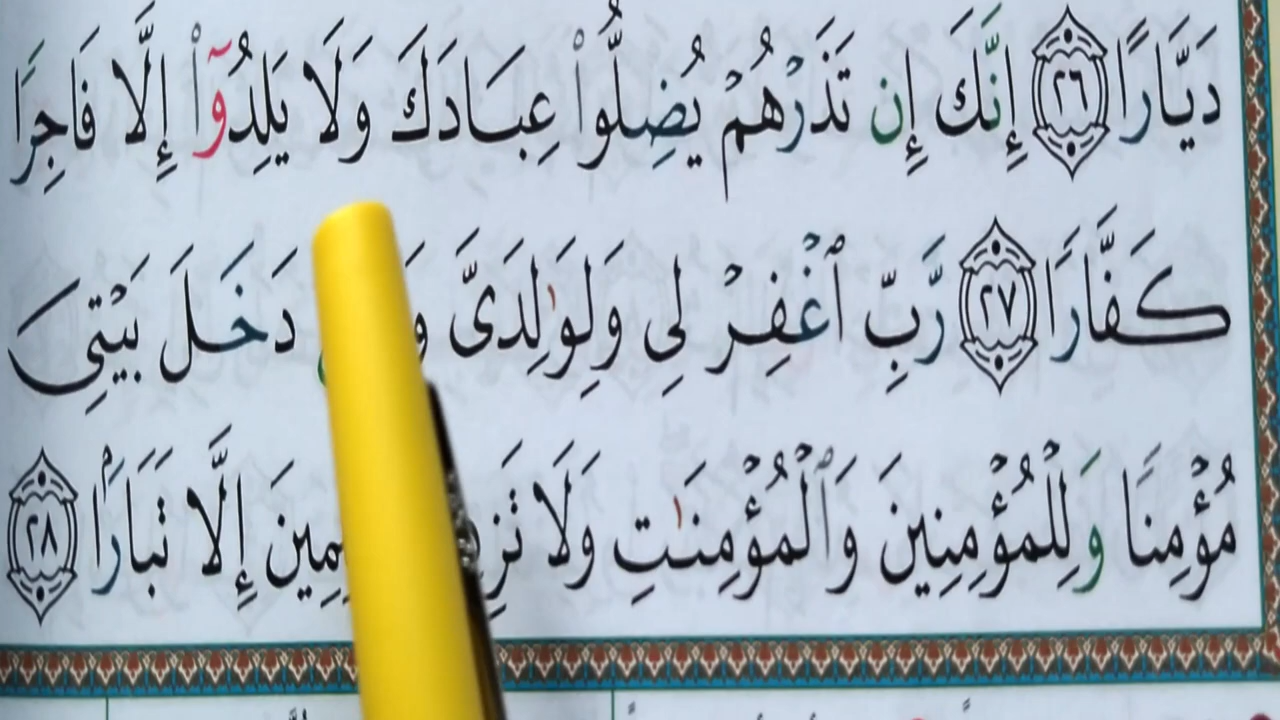 دَيَّارًا ٢٦ إِنَّكَ إِن تَذَرْهُمْ يُضِلُّوا۟ عِبَادَكَ وَلَا يَلِدُوٓا۟ إِلَّا فَاجِرًا
كَفَّارًا ٢٧ رَّبِّ ٱغْفِرْ لِى وَلِوَٰلِدَىَّ دَخَلَ بَيْتِىَ
مُؤْمِنًا وَلِلْمُؤْمِنِينَ وَٱلْمُؤْمِنَٰتِ وَلَا إِلَّا تَبَارًۢا ٢٨